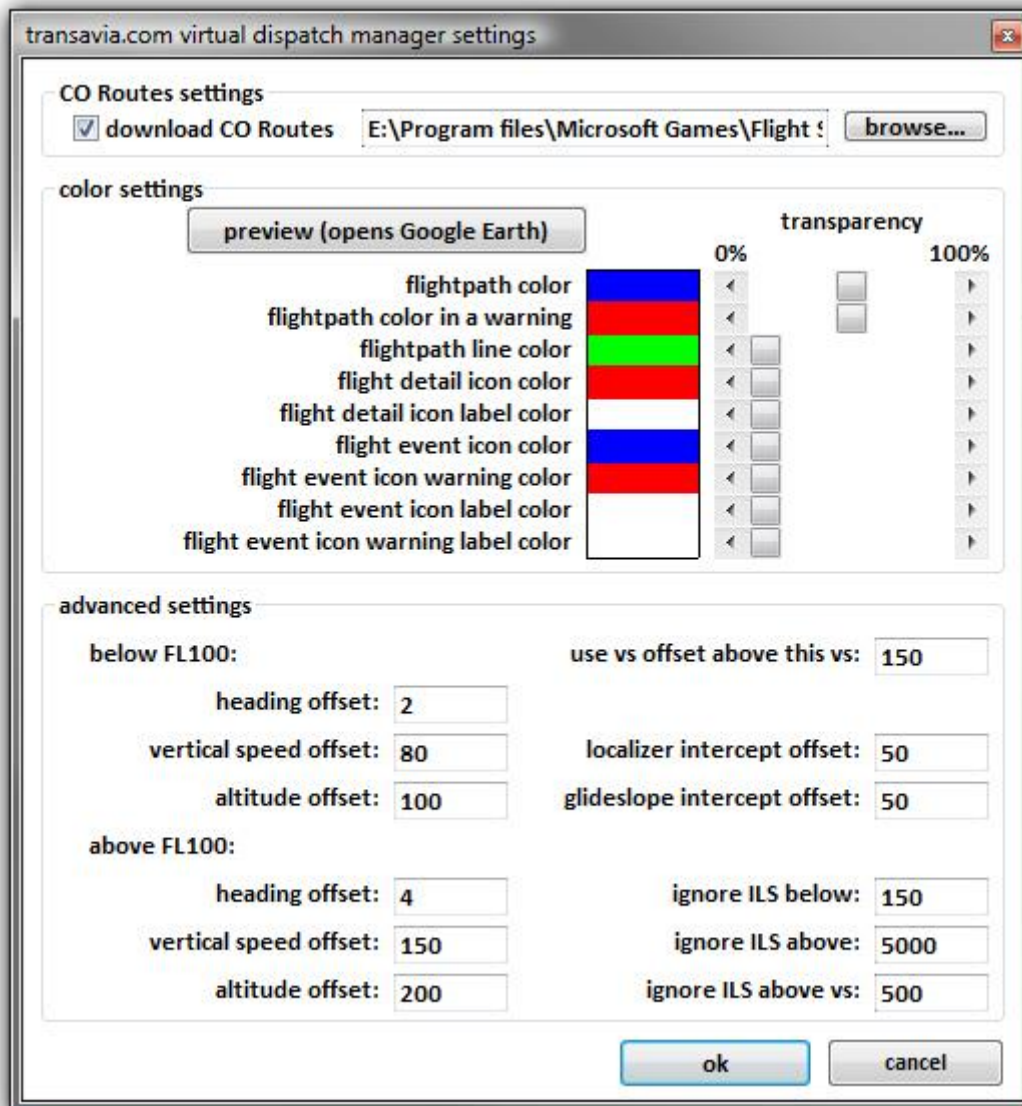 transavia.com virtual dispatch manager settings
CO Routes settings
download CO Routes E:\Program files\Microsoft Games\Flight S browse...
color settings
preview (opens Google Earth) transparency
0% 100%
flightpath color
flightpath color in a warning
flightpath line color
flight detail icon color
flight detail icon label color
flight event icon color
flight event icon warning color
flight event icon label color
flight event icon warning label color
advanced settings
below FL100: use vs offset above this vs: 150
heading offset: 2
vertical speed offset: 80 localizer intercept offset: 50
altitude offset: 100 glideslope intercept offset: 50
above FL100:
heading offset: 4 ignore ILS below: 150
vertical speed offset: 150 ignore ILS above: 5000
altitude offset: 200 ignore ILS above vs: 500
ok cancel